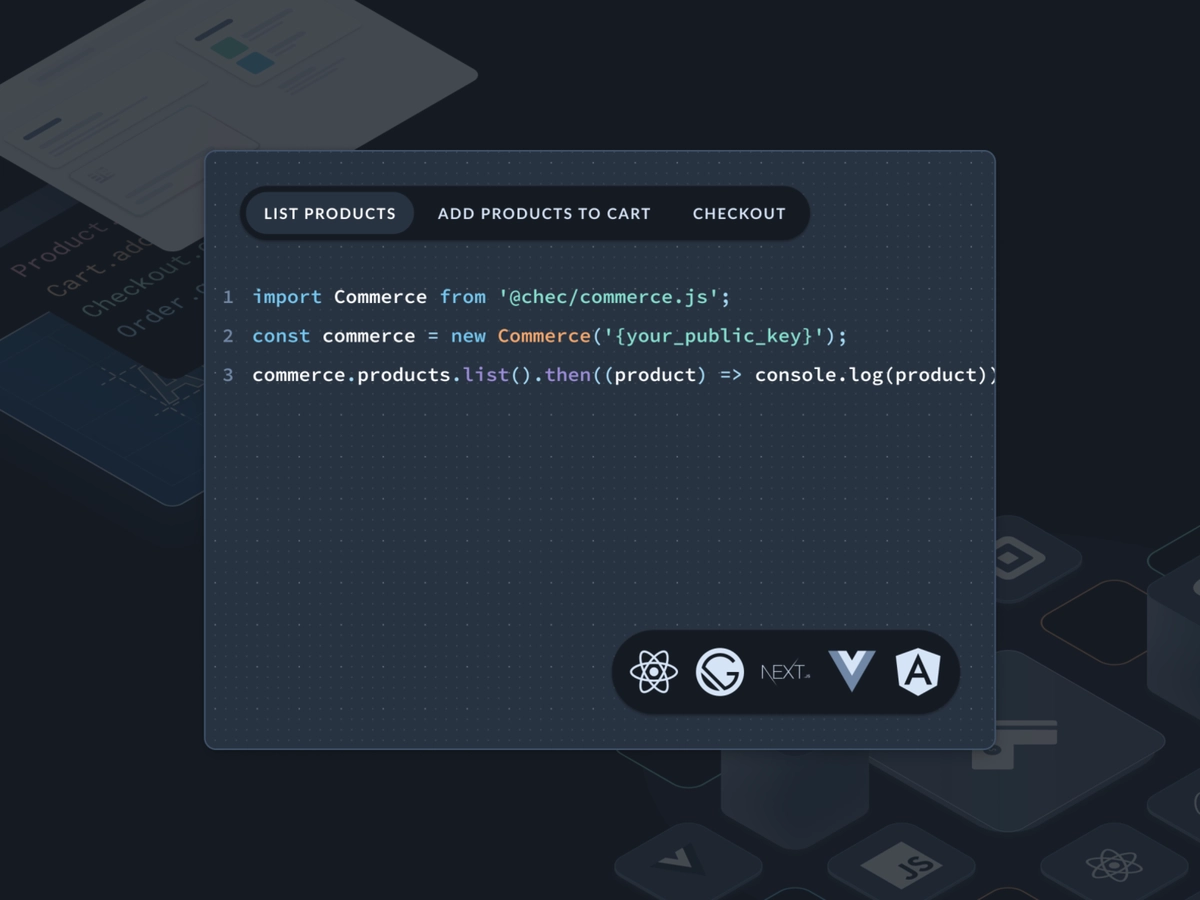 LIST PRODUCTS ADD PRODUCTS TO CART CHECKOUT
1 import Commerce from '@chec/commerce.js';
2 const commerce = new Commerce('{your_public_key}');
3 commerce.products.list().then((product) => console.log(product))
Product
Cart.add
Checkout.
Order.
NEXT.JS
JS